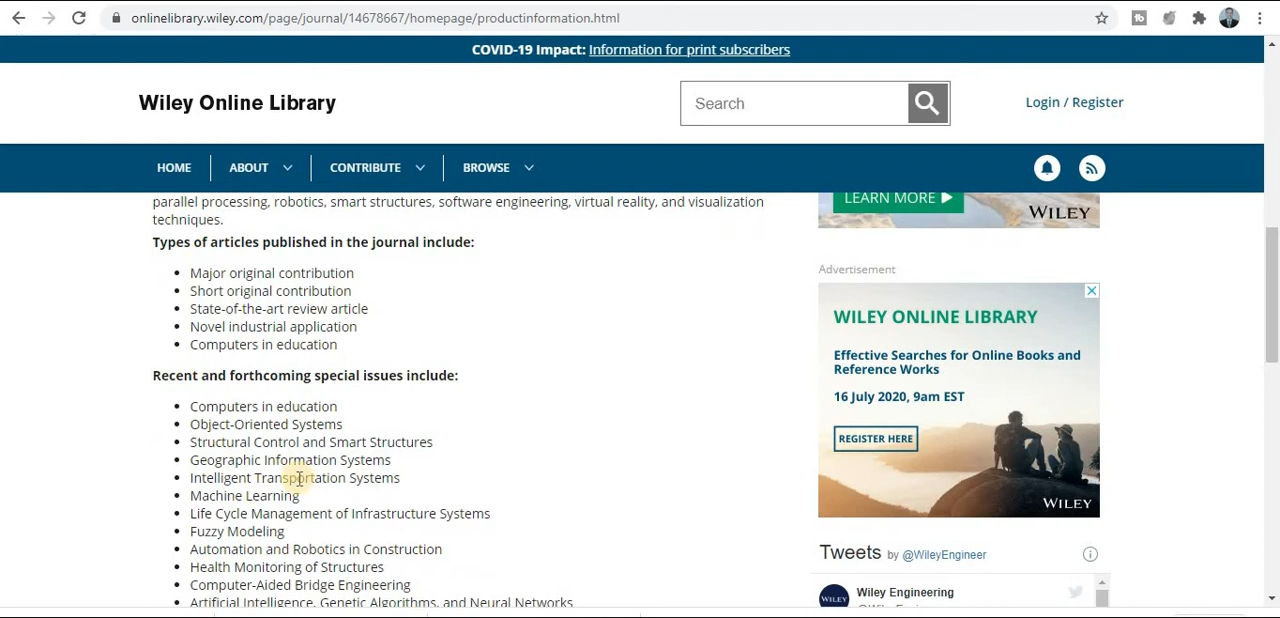 onlinelibrary.wiley.com/page/journal/14678667/homepage/productinformation.html
COVID-19 Impact: Information for print subscribers
Wiley Online Library
Search
Login / Register
HOME
ABOUT
CONTRIBUTE
BROWSE
parallel processing, robotics, smart structures, software engineering, virtual reality, and visualization
techniques.
Types of articles published in the journal include:
• Major original contribution
• Short original contribution
• State-of-the-art review article
• Novel industrial application
• Computers in education
Recent and forthcoming special issues include:
• Computers in education
• Object-Oriented Systems
• Structural Control and Smart Structures
• Geographic Information Systems
• Intelligent Transportation Systems
• Machine Learning
• Life Cycle Management of Infrastructure Systems
• Fuzzy Modeling
• Automation and Robotics in Construction
• Health Monitoring of Structures
• Computer-Aided Bridge Engineering
• Artificial Intelligence, Genetic Algorithms, and Neural Networks
LEARN MORE
WILEY
Advertisement
WILEY ONLINE LIBRARY
Effective Searches for Online Books and
Reference Works
16 July 2020, 9am EST
REGISTER HERE
WILEY
Tweets by @WileyEngineer
WILEY
Wiley Engineering